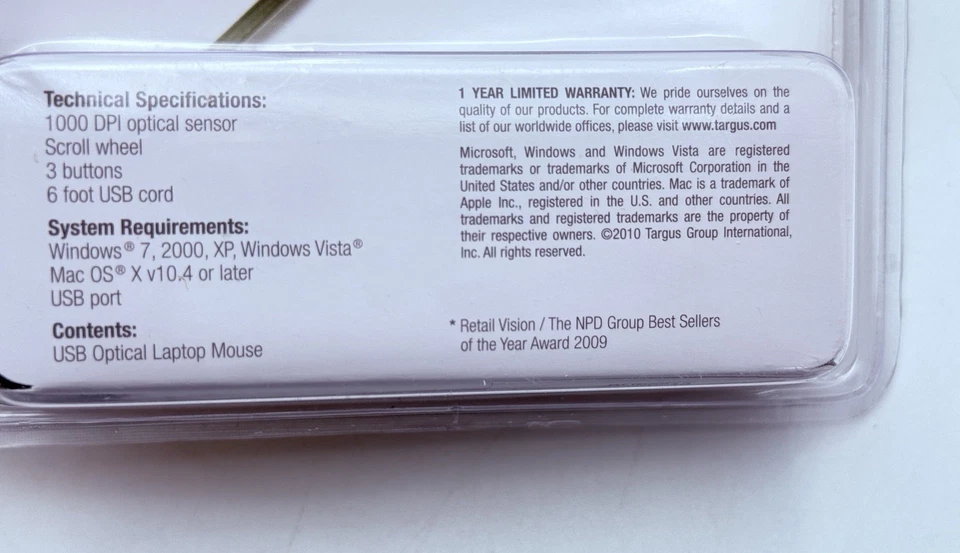 Technical Specifications:
1000 DPI optical sensor
Scroll wheel
3 buttons
6 foot USB cord
System Requirements:
Windows® 7, 2000, XP, Windows Vista®
Mac OS® X v10.4 or later
USB port
Contents:
USB Optical Laptop Mouse
1 YEAR LIMITED WARRANTY: We pride ourselves on the
quality of our products. For complete warranty details and a
list of our worldwide offices, please visit www.targus.com
Microsoft, Windows and Windows Vista are registered
trademarks or trademarks of Microsoft Corporation in the
United States and/or other countries. Mac is a trademark of
Apple Inc., registered in the U.S. and other countries. All
trademarks and registered trademarks are the property of
their respective owners. ©2010 Targus Group International,
Inc. All rights reserved.
* Retail Vision / The NPD Group Best Sellers
of the Year Award 2009